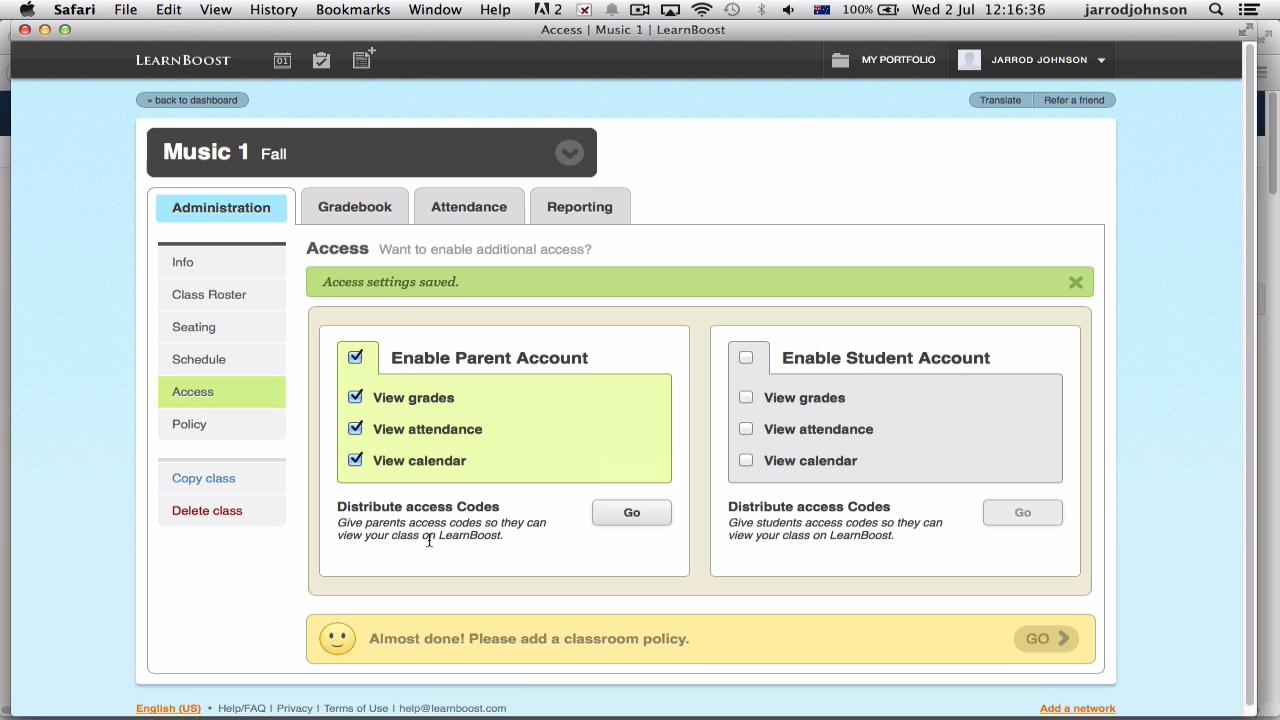 Safari File Edit View History Bookmarks Window Help 2 100% Wed 2 Jul 12:16:36 jarrodjohnson
Access | Music 1 | LearnBoost
LEARNBOOST 01 MY PORTFOLIO JARROD JOHNSON
« back to dashboard Translate Refer a friend
Music 1 Fall
Administration Gradebook Attendance Reporting
Info
Class Roster
Seating
Schedule
Access
Policy
Copy class
Delete class
Access Want to enable additional access?
Access settings saved.
Enable Parent Account
View grades
View attendance
View calendar
Distribute access Codes
Give parents access codes so they can
view your class on LearnBoost.
Go
Enable Student Account
View grades
View attendance
View calendar
Distribute access Codes
Give students access codes so they can
view your class on LearnBoost.
Go
Almost done! Please add a classroom policy. GO
English (US) • Help/FAQ | Privacy | Terms of Use | help@learnboost.com Add a network